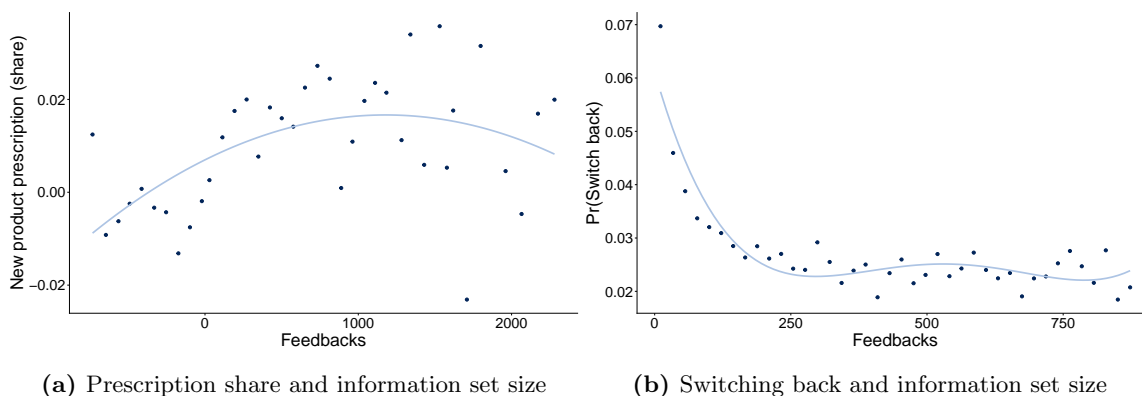 New product prescription (share)
0.02
0.00
−0.02
0
1000
2000
Feedbacks
(a) Prescription share and information set size
Pr(Switch back)
0.07
0.06
0.05
0.04
0.03
0.02
0
250
500
750
Feedbacks
(b) Switching back and information set size